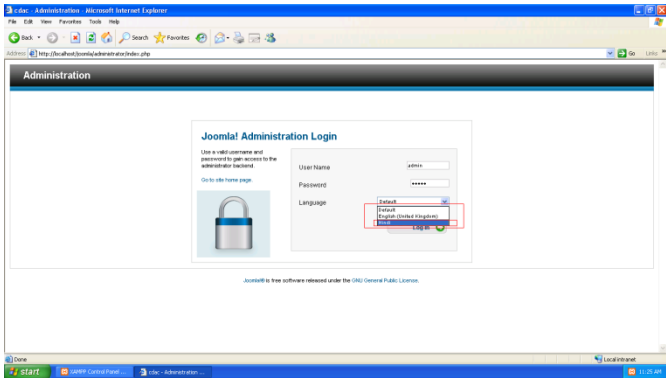 cdac - Administration - Microsoft Internet Explorer
File Edit View Favorites Tools Help
Back Search Favorites
Address http://localhost/joomla/administrator/index.php Go Links
Administration
Joomla! Administration Login
Use a valid username and
password to gain access to the
administrator backend.
Go to site home page.
User Name admin
Password •••••
Language Default
Default
English (United Kingdom)
Log in
Joomla!® is free software released under the GNU General Public License.
Done Local intranet
start XAMPP Control Panel ... cdac - Administration ... 11:25 AM